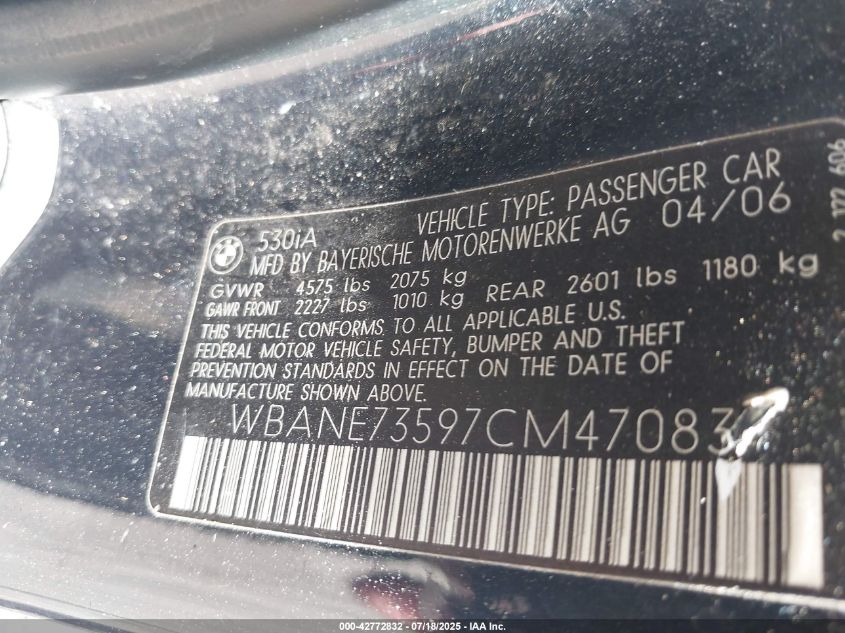 530iA VEHICLE TYPE: PASSENGER CAR
MFD BY BAYERISCHE MOTORENWERKE AG 04/06
GVWR 4575 lbs 2075 kg
GAWR FRONT 2227 lbs 1010 kg REAR 2601 lbs 1180 kg
THIS VEHICLE CONFORMS TO ALL APPLICABLE U.S.
FEDERAL MOTOR VEHICLE SAFETY, BUMPER AND THEFT
PREVENTION STANDARDS IN EFFECT ON THE DATE OF
MANUFACTURE SHOWN ABOVE.
WBANE73597CM47083
000-42772832 - 07/18/2025 - IAA Inc.